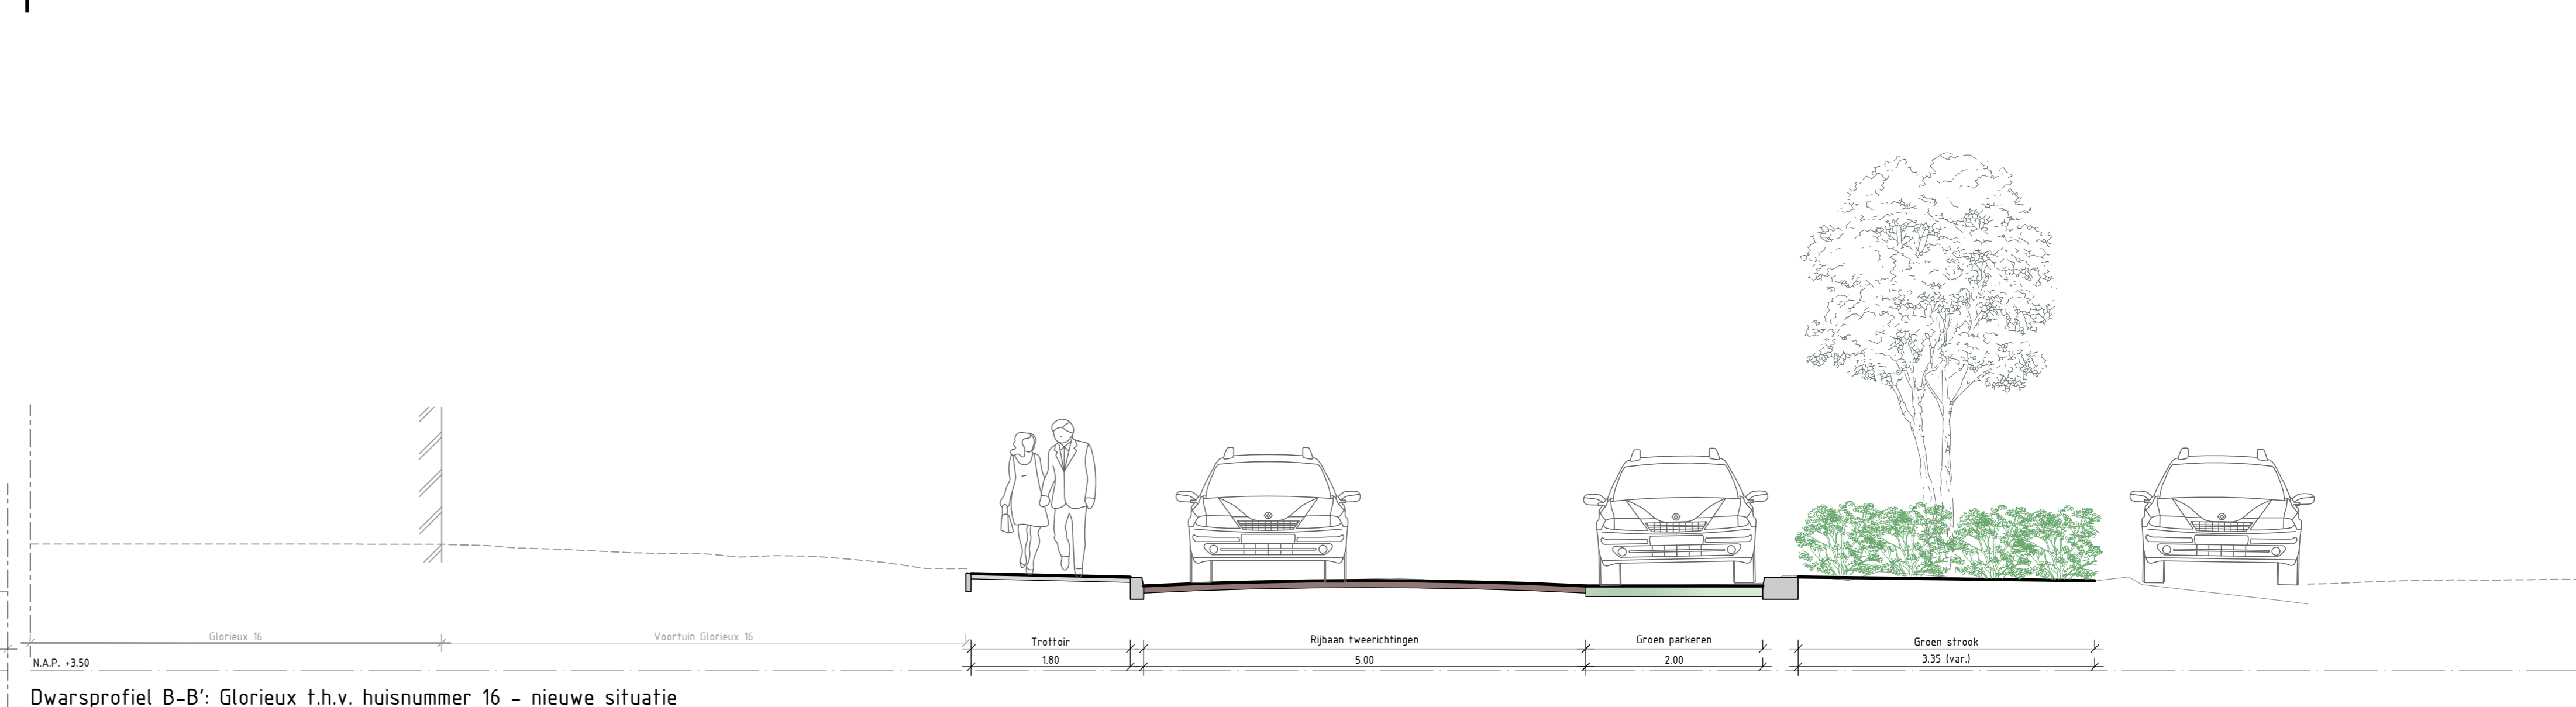 Glorieux 16
Voortuin Glorieux 16
Trottoir
Rijbaan tweerichtingen
Groen parkeren
Groen strook
1.80
5.00
2.00
3.35 (var.)
N.A.P. +3.50
Dwarsprofiel B-B': Glorieux t.h.v. huisnummer 16 - nieuwe situatie